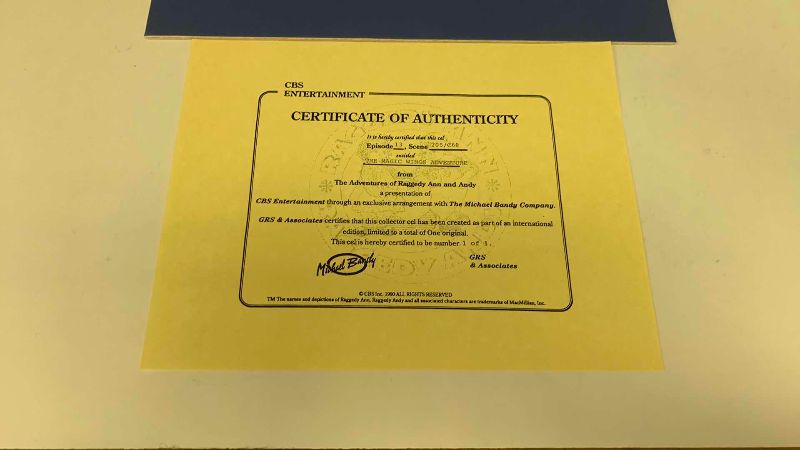 CBS
ENTERTAINMENT
CERTIFICATE OF AUTHENTICITY
It is hereby certified that this cel
Episode 13, Scene 205/C68
entitled
THE MAGIC WINGS ADVENTURE
from
The Adventures of Raggedy Ann and Andy
a presentation of
CBS Entertainment through an exclusive arrangement with The Michael Bandy Company.
GRS & Associates certifies that this collector cel has been created as part of an international
edition, limited to a total of One original.
This cel is hereby certified to be number 1 of 1.
Michael Bandy
GRS
& Associates
© CBS Inc. 1990 ALL RIGHTS RESERVED
TM The names and depictions of Raggedy Ann, Raggedy Andy and all associated characters are trademarks of MacMillan, Inc.